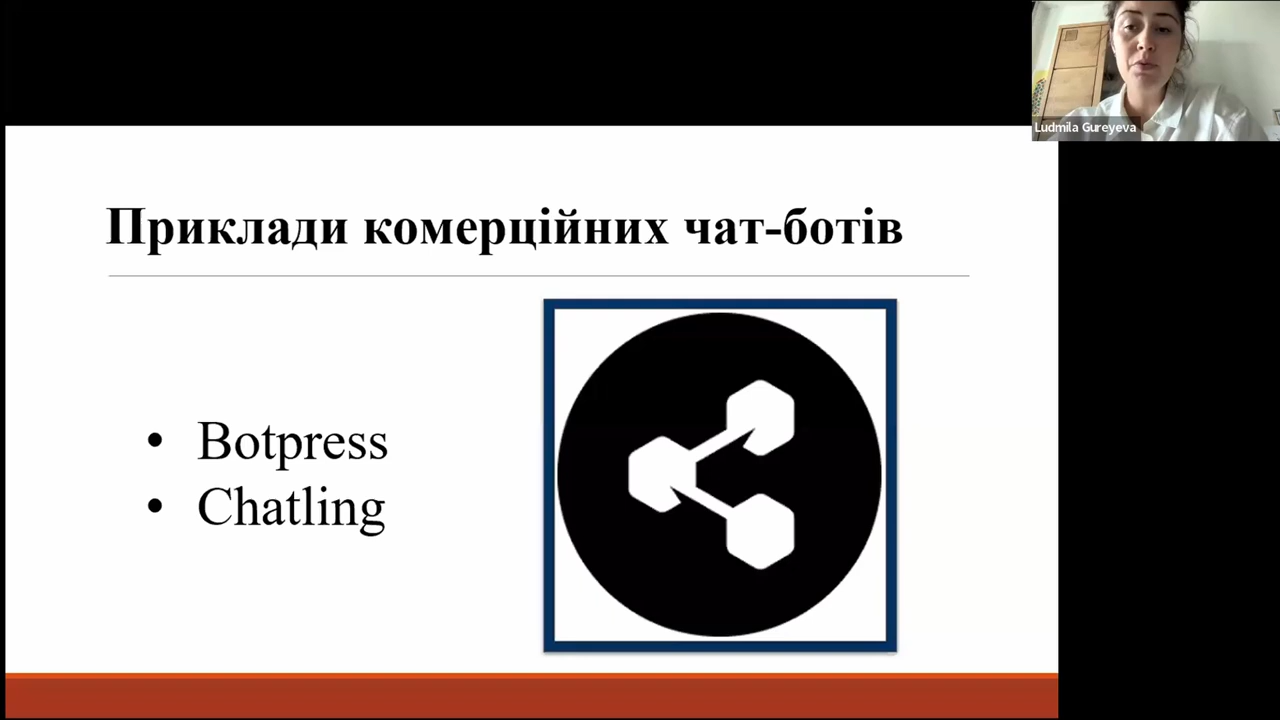 Ludmila Gureyeva
Приклади комерційних чат-ботів
• Botpress
• Chatling